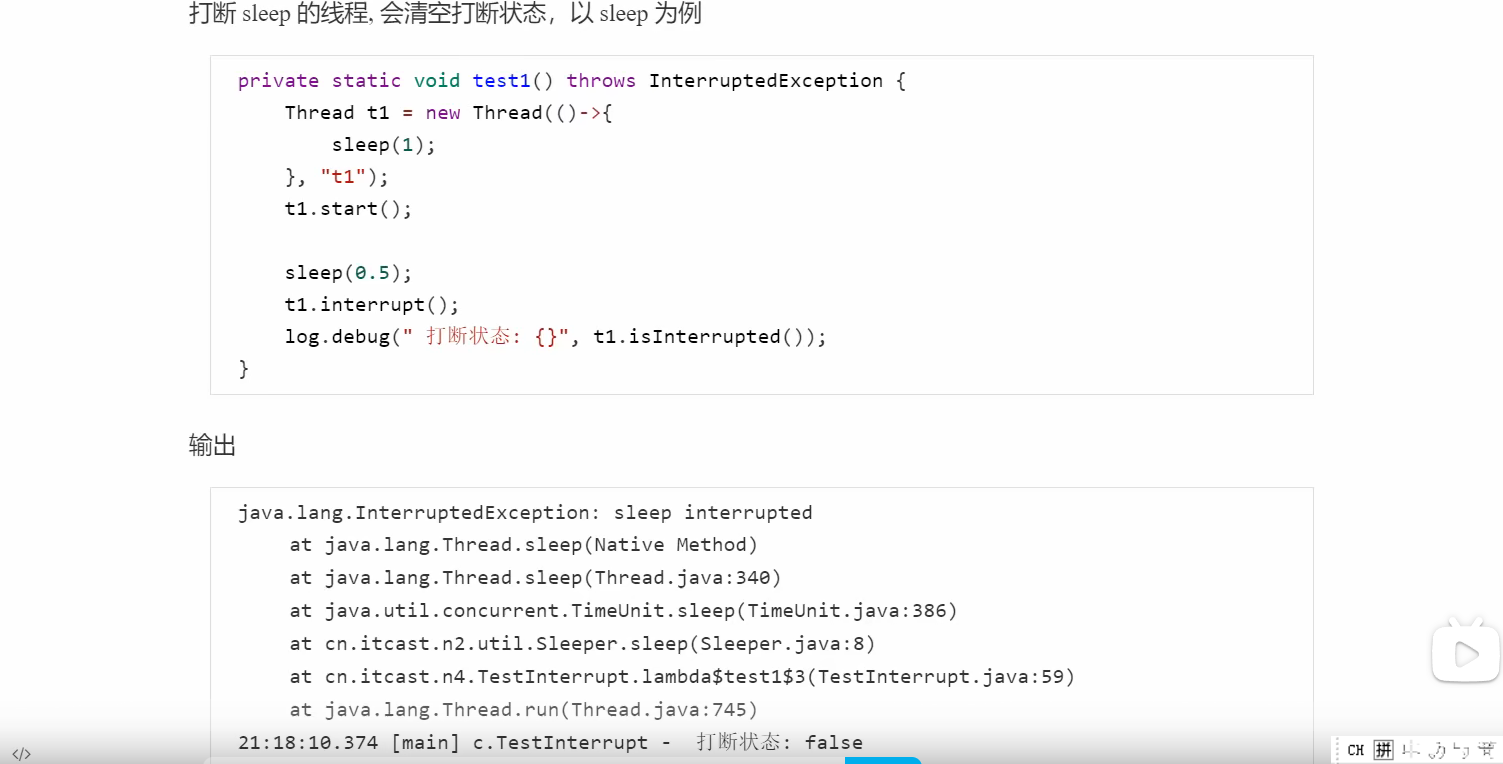 打断 sleep 的线程, 会清空打断状态，以 sleep 为例
private static void test1() throws InterruptedException {
    Thread t1 = new Thread(()->{
        sleep(1);
    }, "t1");
    t1.start();

    sleep(0.5);
    t1.interrupt();
    log.debug(" 打断状态: {}", t1.isInterrupted());
}
输出
java.lang.InterruptedException: sleep interrupted
    at java.lang.Thread.sleep(Native Method)
    at java.lang.Thread.sleep(Thread.java:340)
    at java.util.concurrent.TimeUnit.sleep(TimeUnit.java:386)
    at cn.itcast.n2.util.Sleeper.sleep(Sleeper.java:8)
    at cn.itcast.n4.TestInterrupt.lambda$test1$3(TestInterrupt.java:59)
    at java.lang.Thread.run(Thread.java:745)
21:18:10.374 [main] c.TestInterrupt -  打断状态: false
</> CH 拼